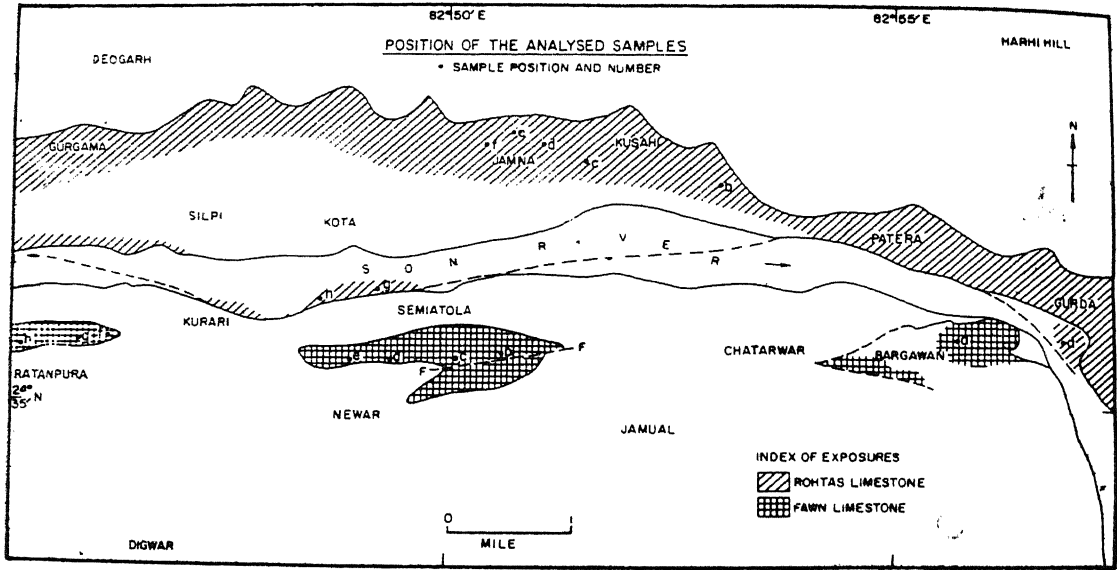 82° 50' E
82° 55' E
POSITION OF THE ANALYSED SAMPLES
• SAMPLE POSITION AND NUMBER
HARHI HILL
DEOGARH
N
GURGAMA
e
f
d
JAMNA
c
KUSAHI
b
SILPI
KOTA
PATERA
R V E R
S O N
GURDA
h
g
SEMIATOLA
KURARI
h
g
f
e
d
c
b
F
F
CHATARWAR
BARGAWAN
a
a
RATANPURA
24°
35' N
NEWAR
JAMUAL
INDEX OF EXPOSURES
ROHTAS LIMESTONE
FAWN LIMESTONE
0 1
MILE
DIGWAR